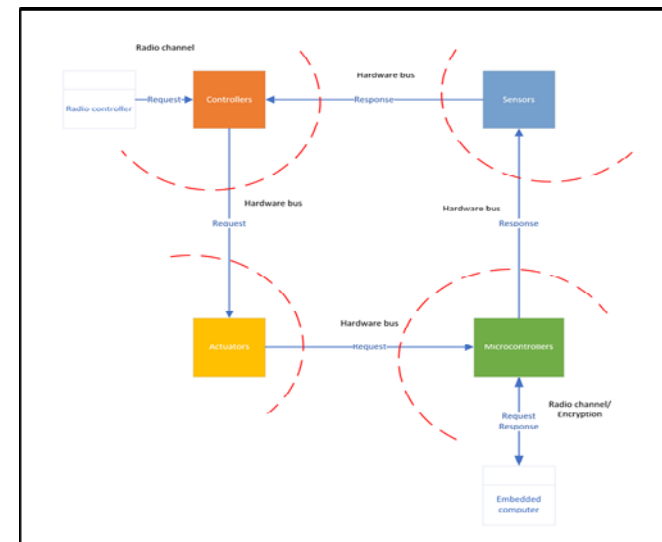 Radio channel
Hardware bus
Radio controller
Request
Controllers
Response
Sensors
Hardware bus
Request
Hardware bus
Response
Hardware bus
Actuators
Request
Microcontrollers
Radio channel/
Encryption
Request
Response
Embedded
computer